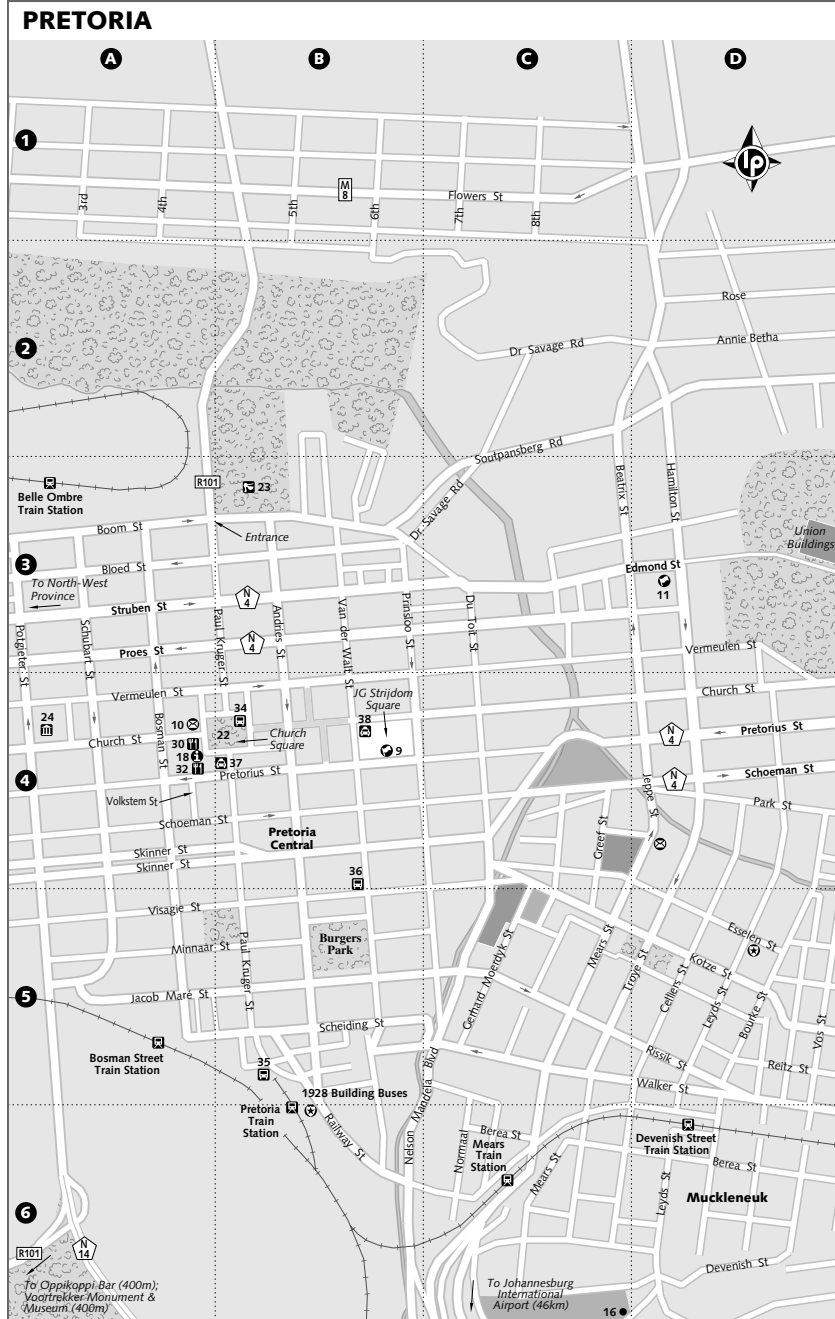 PRETORIA
A
B
C
D
1
lp
M
8
Flowers St
3rd
4th
5th
6th
7th
8th
Rose
2
Dr Savage Rd
Annie Betha
Soutpansberg Rd
Belle Ombre
Train Station
R101
23
Dr. Savage Rd
Beatrix St
Hamilton St
Boom St
Entrance
Union
Buildings
3
Bloed St
Edmond St
To North-West
Province
N
4
11
Struben St
Potgieter St
Schubart St
Paul Kruger St
Andries St
Van der Walt St
Prinsloo St
Du Toit St
N
4
Proes St
Vermeulen St
Vermeulen St
Church St
JG Strijdom
Square
24
Bosman St
10
34
38
N
4
Pretorius St
Church St
30
22
Church
Square
9
18
37
4
32
Pretorius St
N
4
Schoeman St
Jeppe St
Volkstem St
Park St
Schoeman St
Pretoria
Central
Greef St
Skinner St
Skinner St
36
Visagie St
Esselen St
Burgers
Park
Minnaar St
Paul Kruger St
Gerhard Moerdyk St
Mears St
Troye St
Kotze St
Celliers St
Leyds St
Bourke St
Vos St
5
Jacob Maré St
Scheiding St
Bosman Street
Train Station
Rissik St
Reitz St
35
Walker St
Nelson Mandela Blvd
1928 Building Buses
Pretoria
Train
Station
Railway St
Normaal
Berea St
Mears
Train
Station
Mears St
Devenish Street
Train Station
Berea St
Leyds St
Muckleneuk
6
R101
N
14
Devenish St
To Oppikoppi Bar (400m);
Voortrekker Monument &
Museum (400m)
To Johannesburg
International
Airport (46km)
16